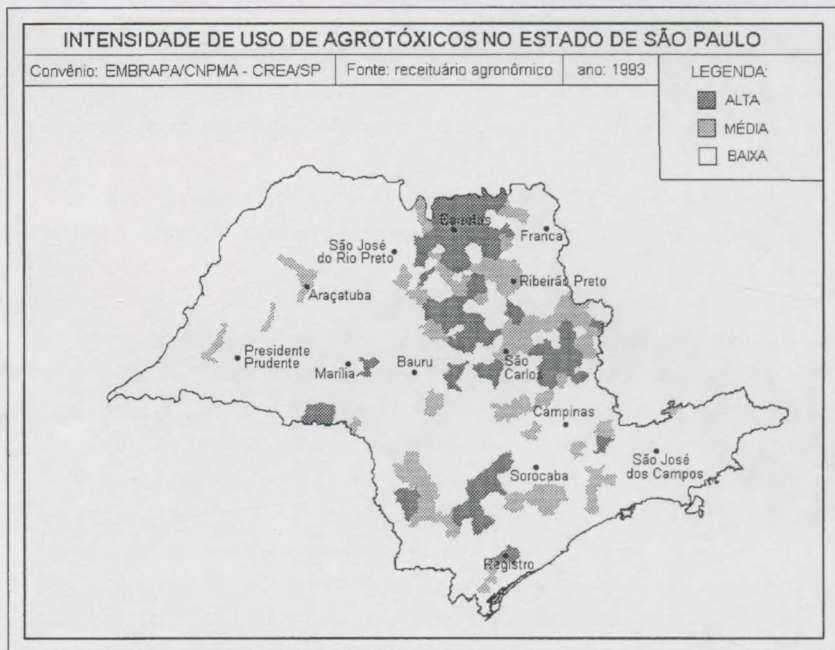 INTENSIDADE DE USO DE AGROTÓXICOS NO ESTADO DE SÃO PAULO
Convênio: EMBRAPA/CNPMA - CREA/SP
Fonte: receituário agronômico
ano: 1993
LEGENDA:
ALTA
MÉDIA
BAIXA
Barretos
Franca
São José
do Rio Preto
Ribeirão Preto
Araçatuba
Presidente
Prudente
Marília
Bauru
São
Carlos
Campinas
São José
dos Campos
Sorocaba
Registro